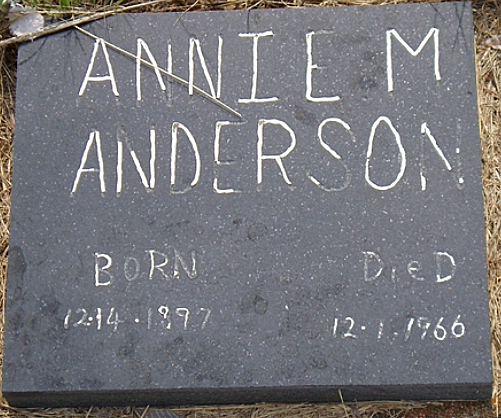 ANNIE M
ANDERSON
BORN DieD
12.14.1897 12.1.1966